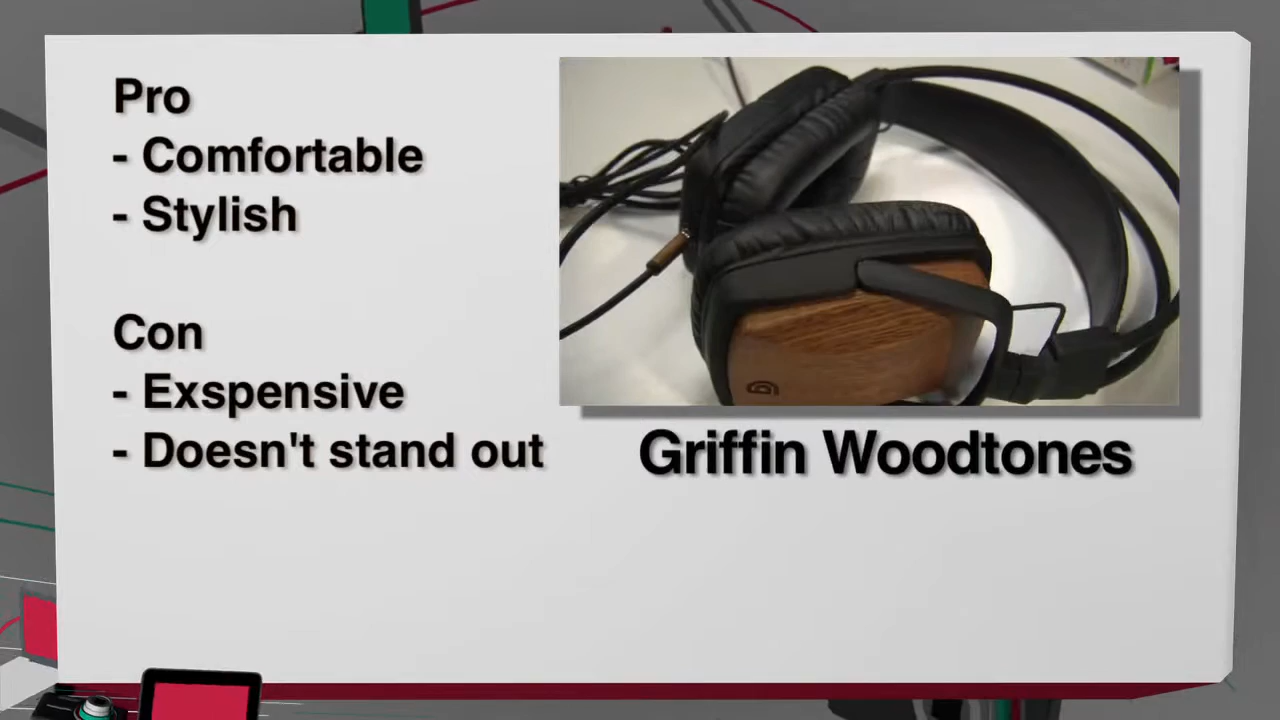 Pro
- Comfortable
- Stylish
Con
- Exspensive
- Doesn't stand out
Griffin Woodtones